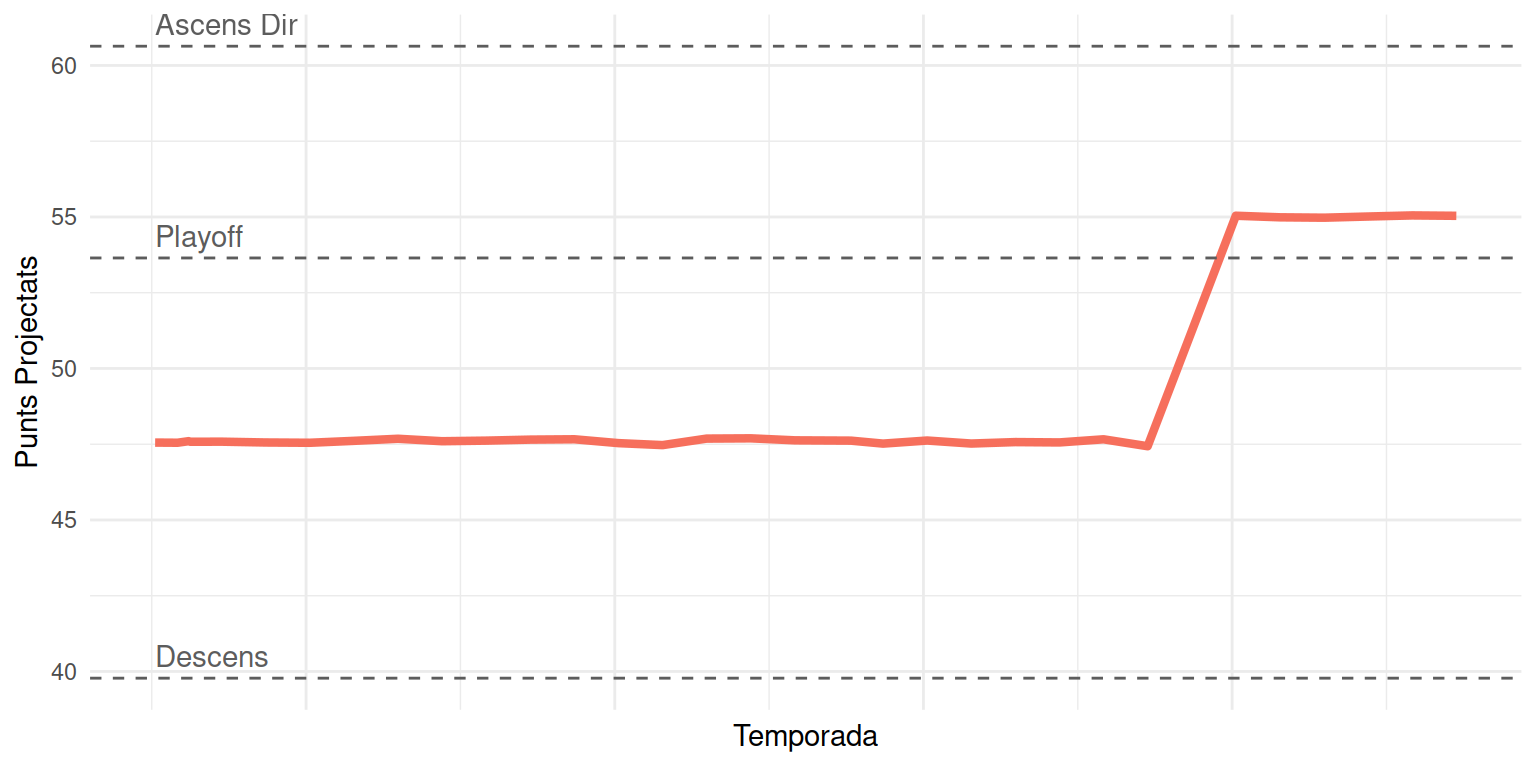 Ascens Dir
60
55
Playoff
50
45
Descens
40
Punts Projectats
Temporada